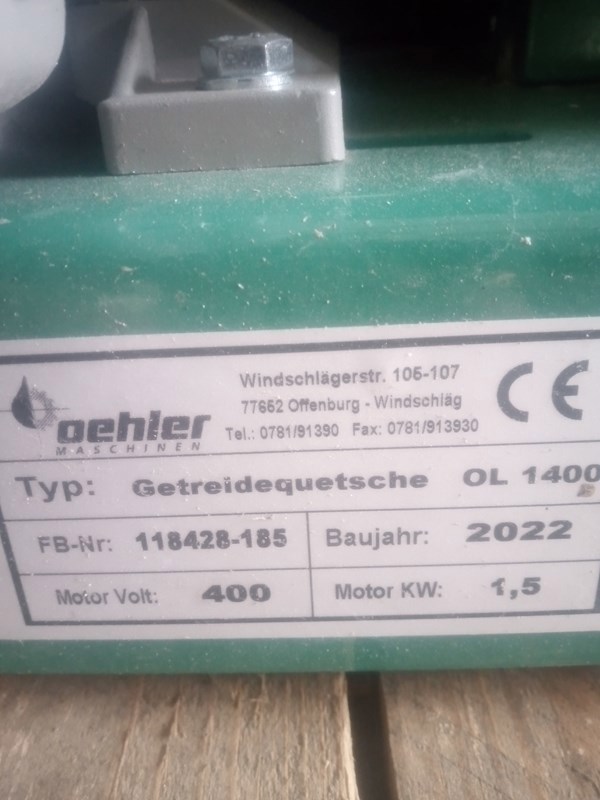 Windschlägerstr. 105-107
77652 Offenburg - Windschläg
Tel.: 0781/91390 Fax: 0781/913930
oehler
MASCHINEN
CE
Typ: Getreidequetsche OL 1400
FB-Nr: 118428-185 Baujahr: 2022
Motor Volt: 400 Motor KW: 1,5